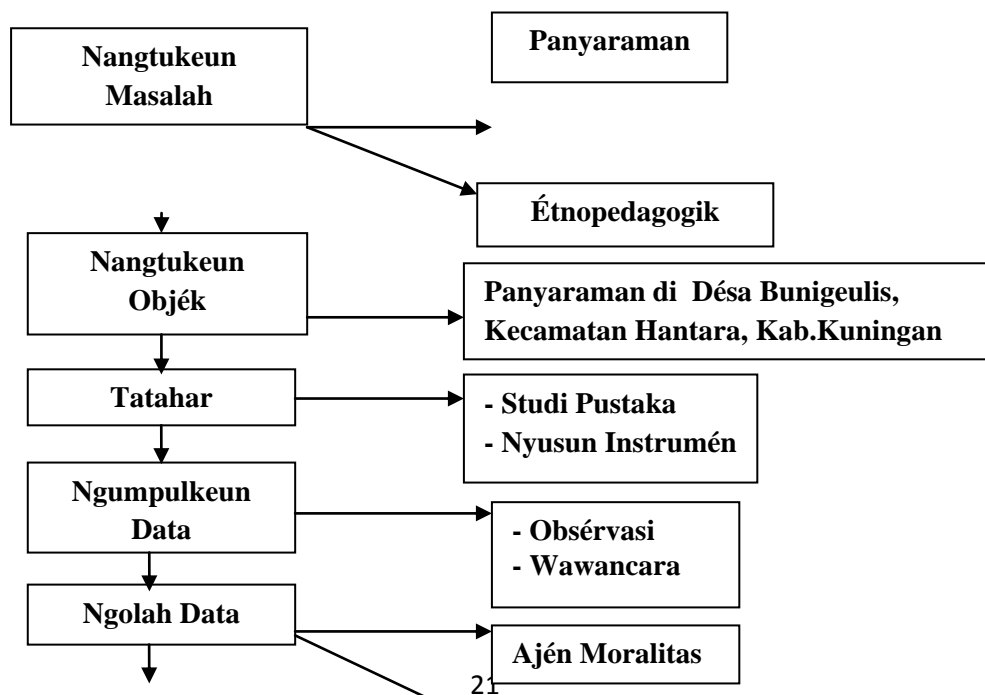 Nangtukeun
Masalah
Panyaraman
Étnopedagogik
Nangtukeun
Objék
Panyaraman di Désa Bunigeulis,
Kecamatan Hantara, Kab.Kuningan
Tatahar
- Studi Pustaka
- Nyusun Instrumén
Ngumpulkeun
Data
- Obsérvasi
- Wawancara
Ngolah Data
Ajén Moralitas
21